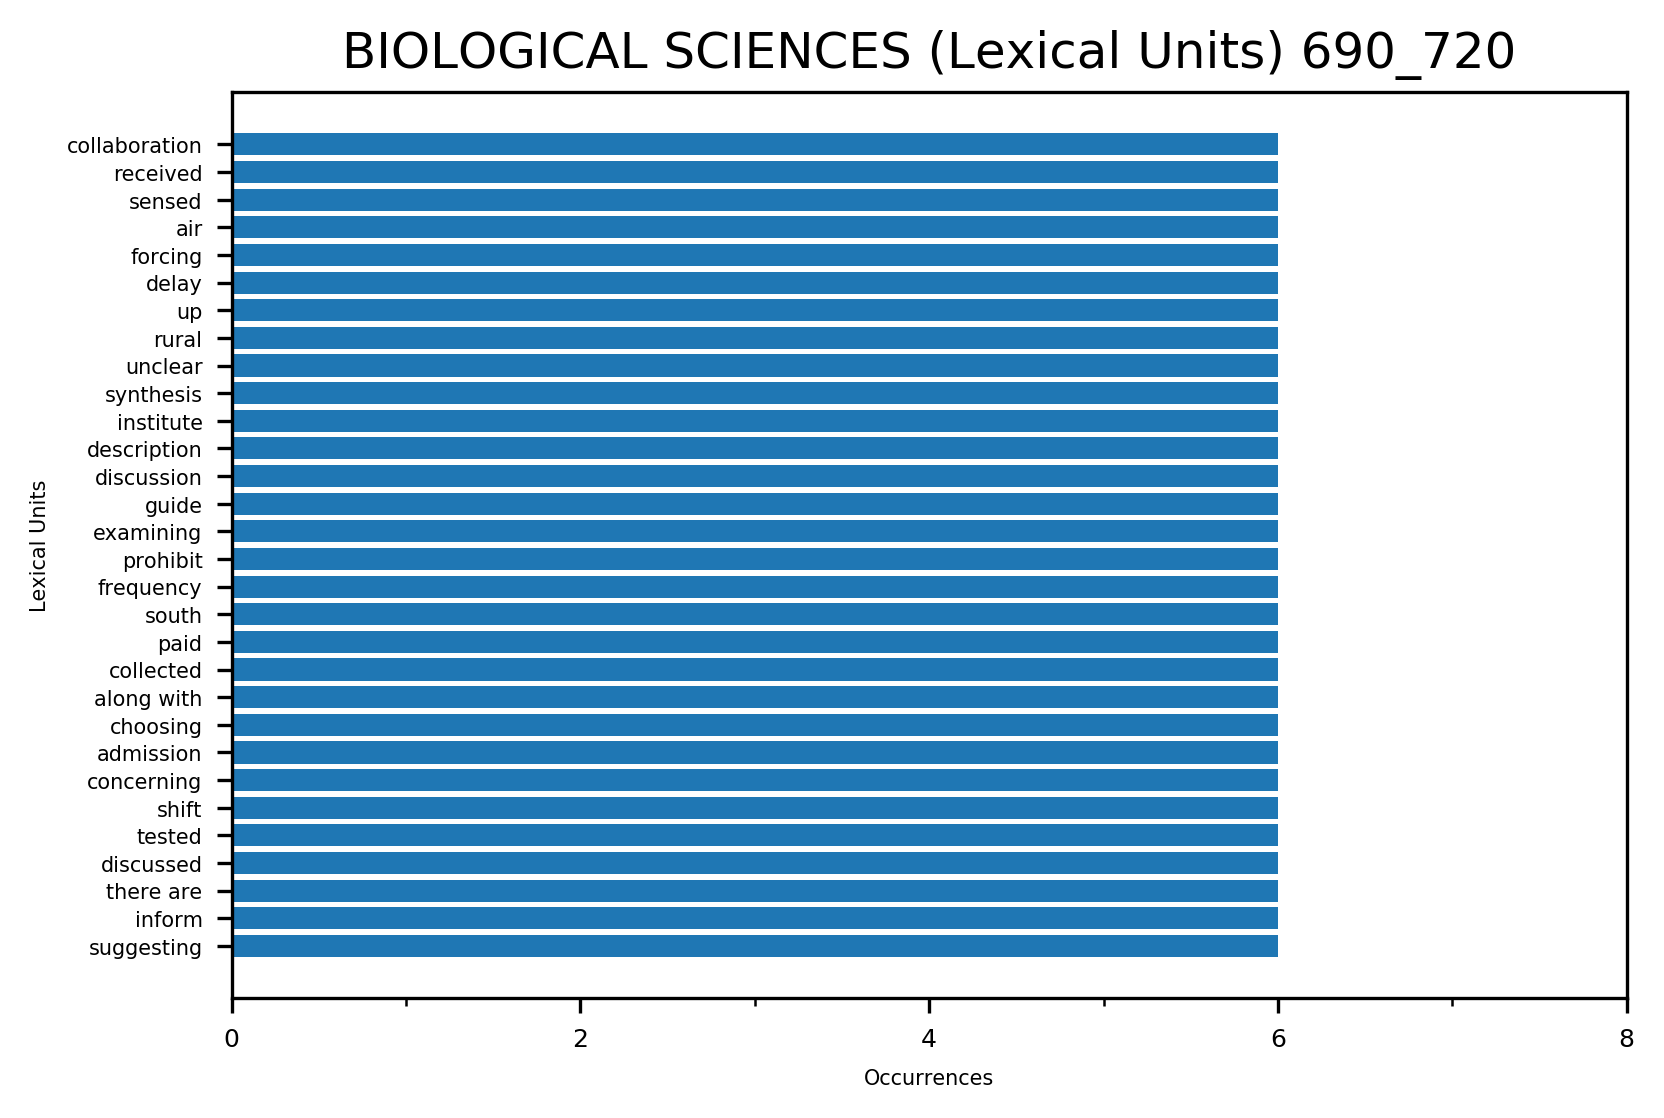 BIOLOGICAL SCIENCES (Lexical Units) 690_720
collaboration
received
sensed
air
forcing
delay
up
rural
unclear
synthesis
institute
description
discussion
guide
examining
prohibit
frequency
south
paid
collected
along with
choosing
admission
concerning
shift
tested
discussed
there are
inform
suggesting
Lexical Units
0 2 4 6 8
Occurrences